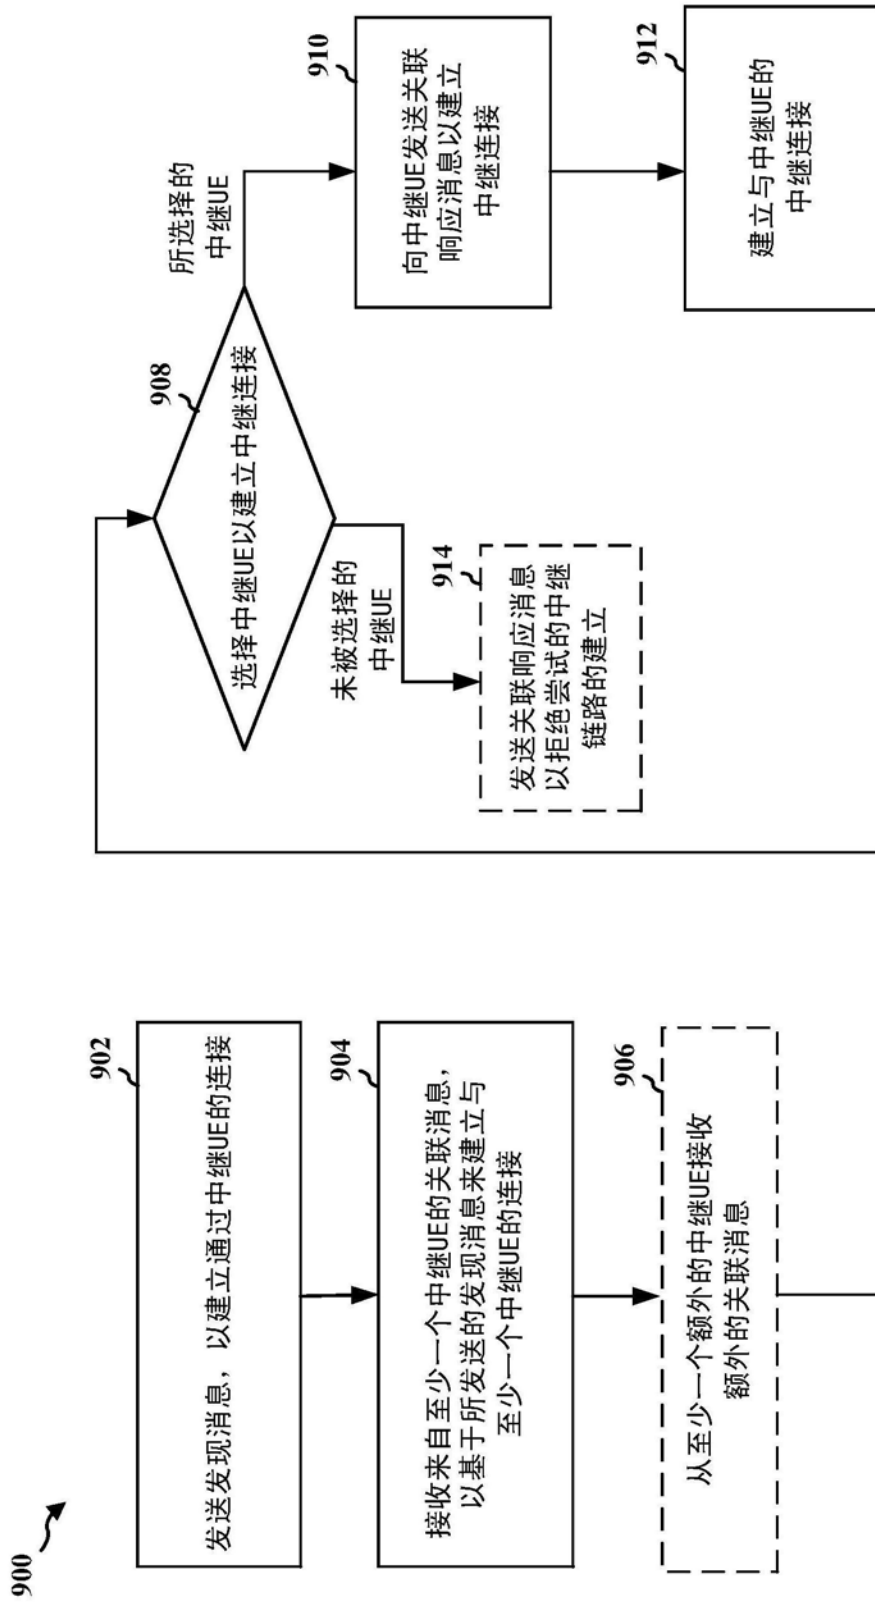 900
902
发送发现消息，以建立通过中继UE的连接
904
接收来自至少一个中继UE的关联消息，
以基于所发送的发现消息来建立与
至少一个中继UE的连接
906
从至少一个额外的中继UE接收
额外的关联消息
908
选择中继UE以建立中继连接
所选择的
中继UE
910
向中继UE发送关联
响应消息以建立
中继连接
912
建立与中继UE的
中继连接
未被选择的
中继UE
914
发送关联响应消息
以拒绝尝试的中继
链路的建立